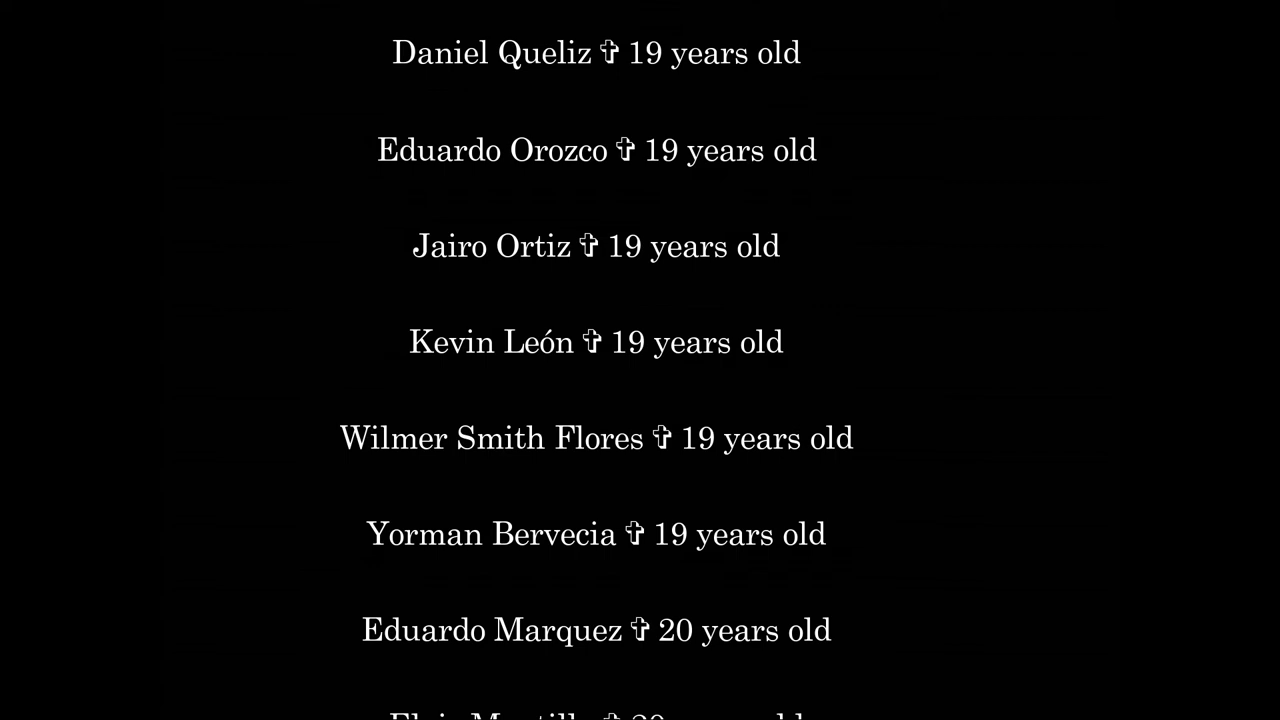 Daniel Queliz ✞ 19 years old
Eduardo Orozco ✞ 19 years old
Jairo Ortiz ✞ 19 years old
Kevin León ✞ 19 years old
Wilmer Smith Flores ✞ 19 years old
Yorman Bervecia ✞ 19 years old
Eduardo Marquez ✞ 20 years old